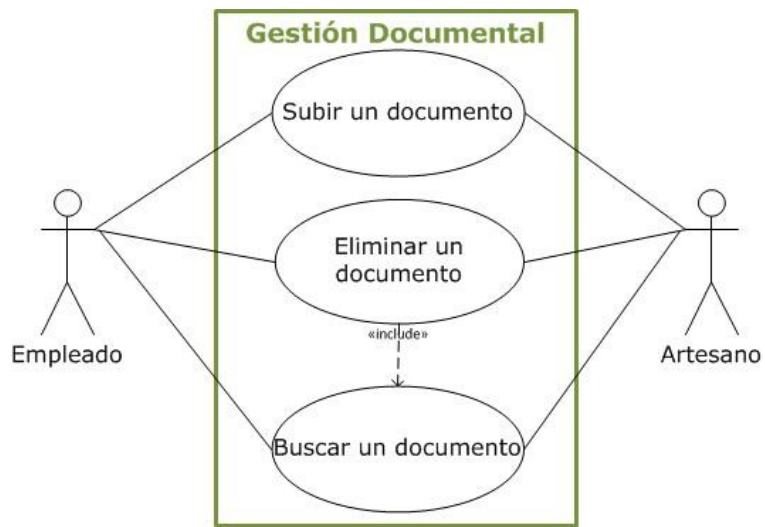 Gestión Documental
Subir un documento
Eliminar un
documento
«include»
Empleado
Artesano
Buscar un documento